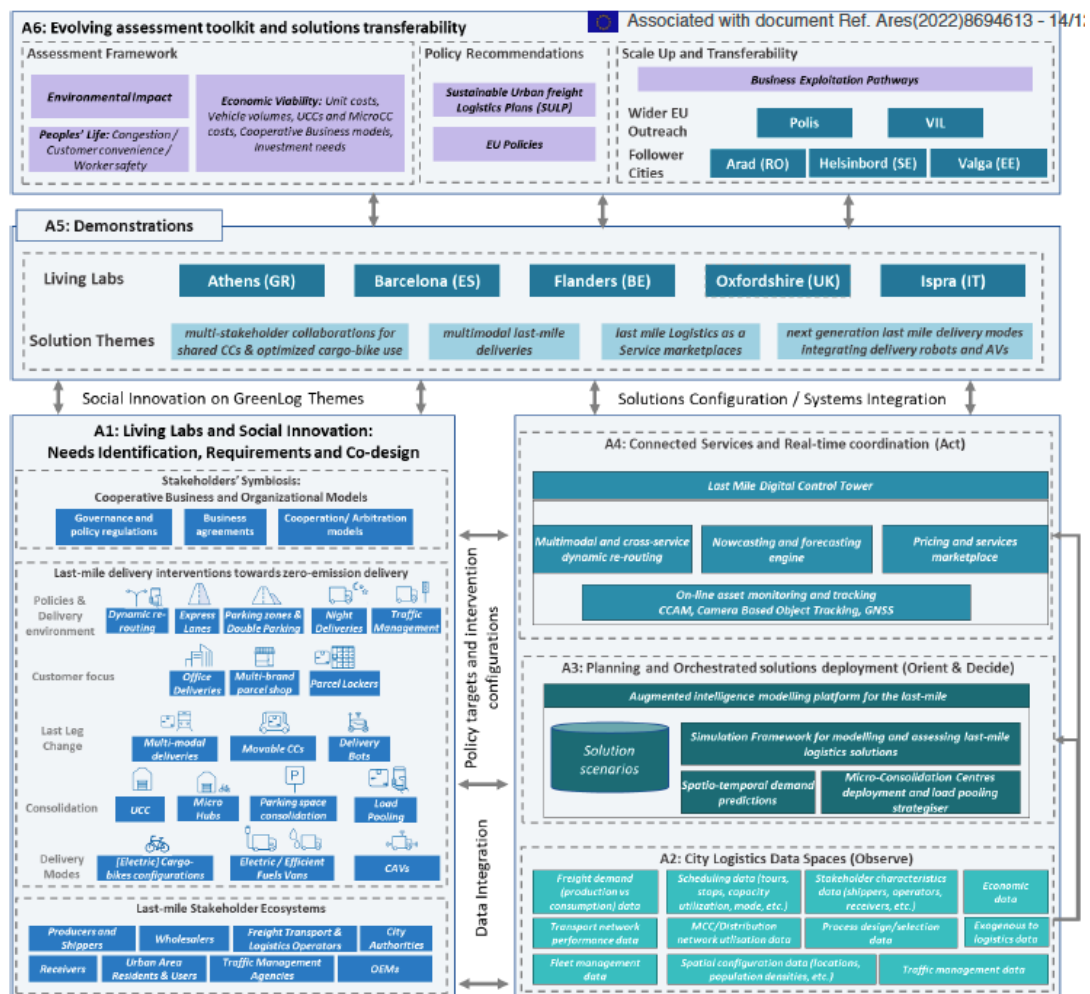 Associated with document Ref. Ares(2022)8694613 - 14/12
A6: Evolving assessment toolkit and solutions transferability
Assessment Framework
Environmental Impact
Peoples' Life: Congestion /
Customer convenience /
Worker safety
Economic Viability: Unit costs,
Vehicle volumes, UCCs and MicroCC
costs, Cooperative Business models,
Investment needs
Policy Recommendations
Sustainable Urban freight
Logistics Plans (SULP)
EU Policies
Scale Up and Transferability
Business Exploitation Pathways
Wider EU
Outreach
Polis
VIL
Follower
Cities
Arad (RO)
Helsinbord (SE)
Valga (EE)
A5: Demonstrations
Living Labs
Athens (GR)
Barcelona (ES)
Flanders (BE)
Oxfordshire (UK)
Ispra (IT)
Solution Themes
multi-stakeholder collaborations for
shared CCs & optimized cargo-bike use
multimodal last-mile
deliveries
last mile Logistics as a
Service marketplaces
next generation last mile delivery modes
integrating delivery robots and AVs
Social Innovation on GreenLog Themes
Solutions Configuration / Systems Integration
A1: Living Labs and Social Innovation:
Needs Identification, Requirements and Co-design
Stakeholders' Symbiosis:
Cooperative Business and Organizational Models
Governance and
policy regulations
Business
agreements
Cooperation/ Arbitration
models
Last-mile delivery interventions towards zero-emission delivery
Policies &
Delivery
environment
Dynamic re-
routing
Express
Lanes
Parking zones &
Double Parking
Night
Deliveries
Traffic
Management
Customer focus
Office
Deliveries
Multi-brand
parcel shop
Parcel Lockers
Last Leg
Change
Multi-modal
deliveries
Movable CCs
Delivery
Bots
Consolidation
UCC
Micro
Hubs
P
Parking space
consolidation
Load
Pooling
Delivery
Modes
[Electric] Cargo-
bikes configurations
Electric / Efficient
Fuels Vans
CAVs
Last-mile Stakeholder Ecosystems
Producers and
Shippers
Wholesalers
Freight Transport &
Logistics Operators
City
Authorities
Receivers
Urban Area
Residents & Users
Traffic Management
Agencies
OEMs
Policy targets and intervention
configurations
Data Integration
A4: Connected Services and Real-time coordination (Act)
Last Mile Digital Control Tower
Multimodal and cross-service
dynamic re-routing
Nowcasting and forecasting
engine
Pricing and services
marketplace
On-line asset monitoring and tracking
CCAM, Camera Based Object Tracking, GNSS
A3: Planning and Orchestrated solutions deployment (Orient & Decide)
Augmented intelligence modelling platform for the last-mile
Solution
scenarios
Simulation Framework for modelling and assessing last-mile
logistics solutions
Spatio-temporal demand
predictions
Micro-Consolidation Centres
deployment and load pooling
strategiser
A2: City Logistics Data Spaces (Observe)
Freight demand
(production vs
consumption) data
Scheduling data (tours,
stops, capacity
utilization, mode, etc.)
Stakeholder characteristics
data (shippers, operators,
receivers, etc.)
Economic
data
Transport network
performance data
MCC/Distribution
network utilisation data
Process design/selection
data
Exogenous to
logistics data
Fleet management
data
Spatial configuration data (locations,
population densities, etc.)
Traffic management data